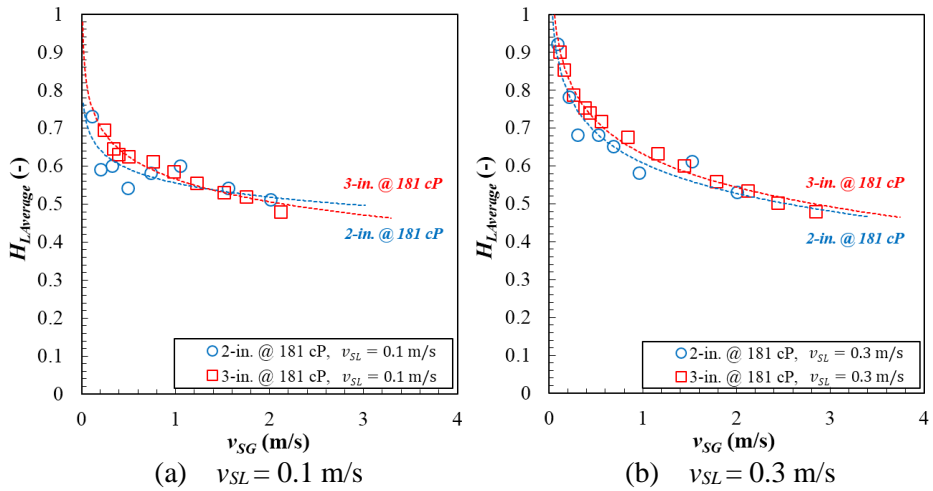 1
0.9
0.8
0.7
0.6
0.5
0.4
0.3
0.2
0.1
0
H_LAverage (-)
3-in. @ 181 cP
2-in. @ 181 cP
2-in. @ 181 cP, v_SL = 0.1 m/s
3-in. @ 181 cP, v_SL = 0.1 m/s
0 1 2 3 4
v_SG (m/s)
(a) v_SL = 0.1 m/s
1
0.9
0.8
0.7
0.6
0.5
0.4
0.3
0.2
0.1
0
H_LAverage (-)
3-in. @ 181 cP
2-in. @ 181 cP
2-in. @ 181 cP, v_SL = 0.3 m/s
3-in. @ 181 cP, v_SL = 0.3 m/s
0 1 2 3 4
v_SG (m/s)
(b) v_SL = 0.3 m/s